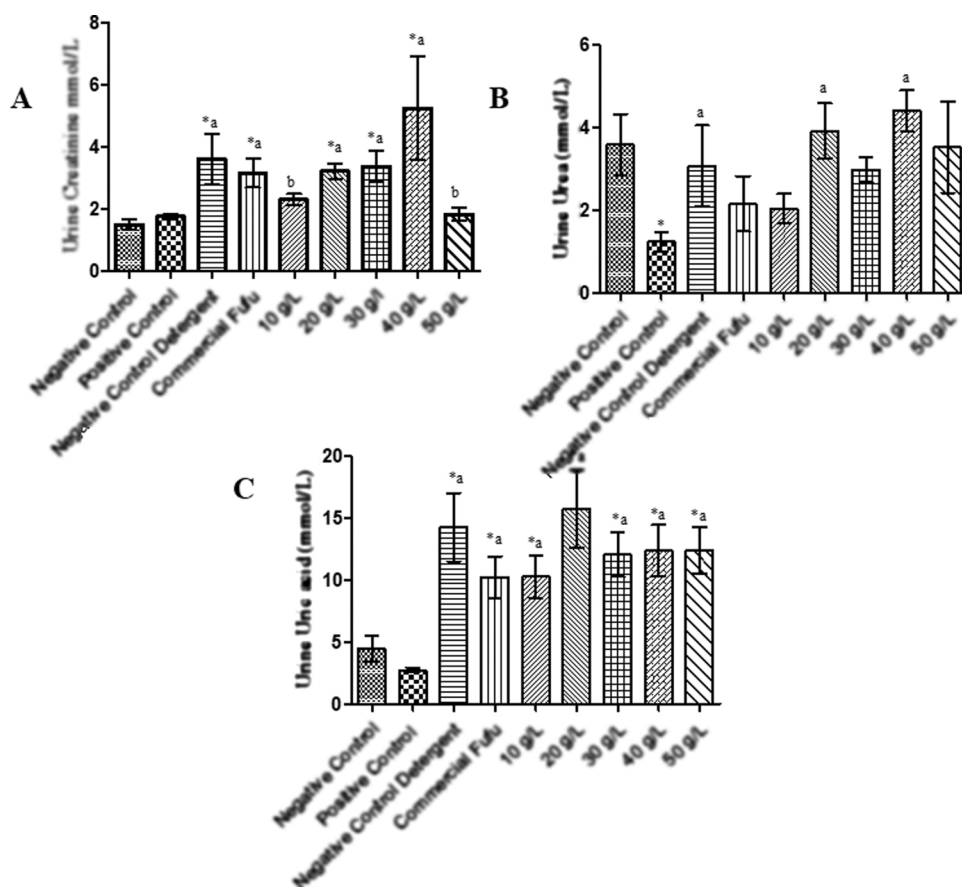 A
Urine Creatinine mmol/L
8
6
4
2
0
*a
*a
b
*a
*a
*a
b
Negative Control
Positive Control
Negative Control Detergent
Commercial Fufu
10 g/L
20 g/L
30 g/l
40 g/L
50 g/L
B
Urine Urea (mmol/L)
6
4
2
0
*
a
a
a
Negative Control
Positive Control
Negative Control Detergent
Commercial Fufu
10 g/L
20 g/L
30 g/L
40 g/L
50 g/L
C
Urine Uric acid (mmol/L)
20
15
10
5
0
*a
*a
*a
*a
*a
*a
Negative Control
Positive Control
Negative Control Detergent
Commercial Fufu
10 g/L
20 g/L
30 g/L
40 g/L
50 g/L